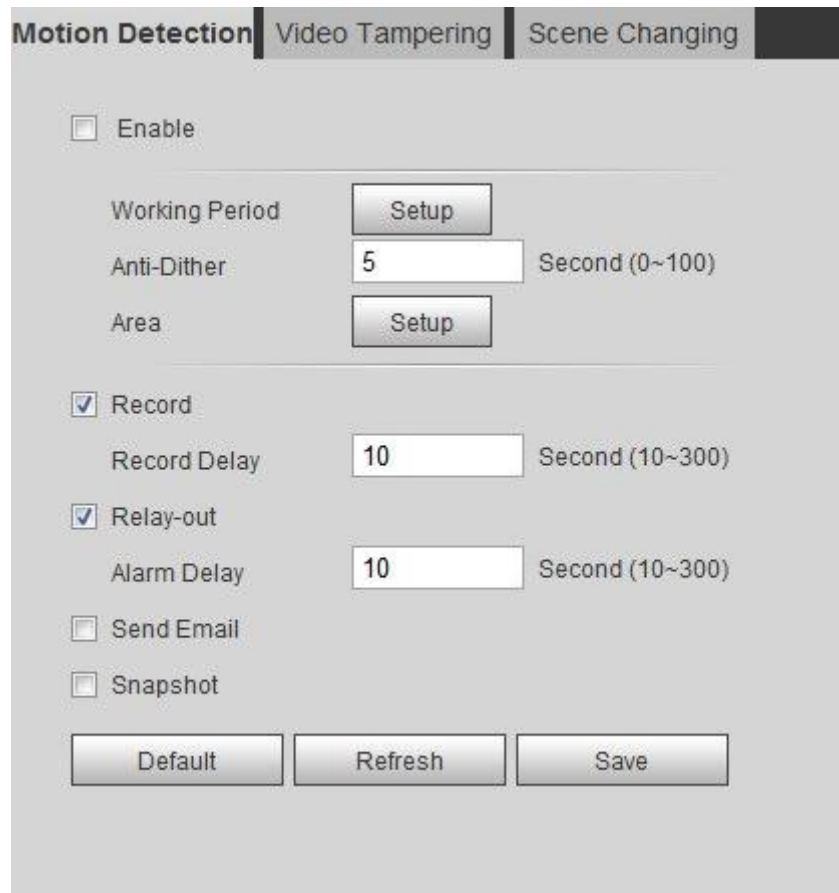 Motion Detection Video Tampering Scene Changing
Enable
Working Period Setup
Anti-Dither 5 Second (0~100)
Area Setup
Record
Record Delay 10 Second (10~300)
Relay-out
Alarm Delay 10 Second (10~300)
Send Email
Snapshot
Default Refresh Save